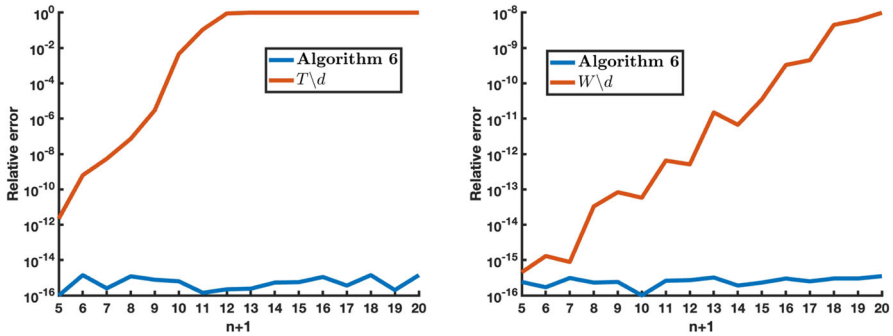 Relative error
10^0
10^-2
10^-4
10^-6
10^-8
10^-10
10^-12
10^-14
10^-16
Algorithm 6
T\d
5 6 7 8 9 10 11 12 13 14 15 16 17 18 19 20
n+1
Relative error
10^-8
10^-9
10^-10
10^-11
10^-12
10^-13
10^-14
10^-15
10^-16
Algorithm 6
W\d
5 6 7 8 9 10 11 12 13 14 15 16 17 18 19 20
n+1